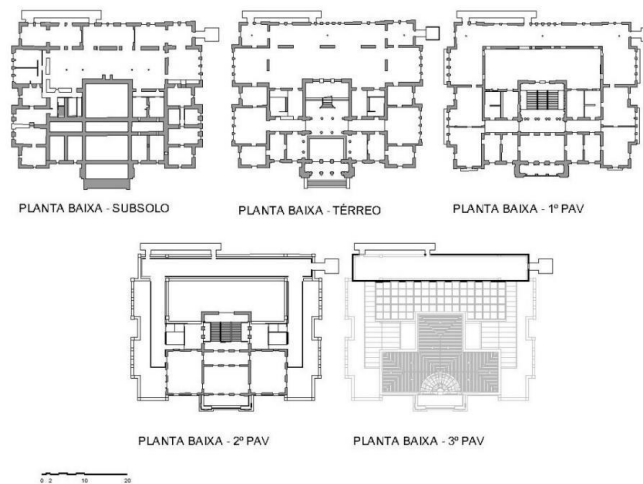 PLANTA BAIXA - SUBSOLO
PLANTA BAIXA - TÉRREO
PLANTA BAIXA - 1º PAV
PLANTA BAIXA - 2º PAV
PLANTA BAIXA - 3º PAV
0 2 10 20